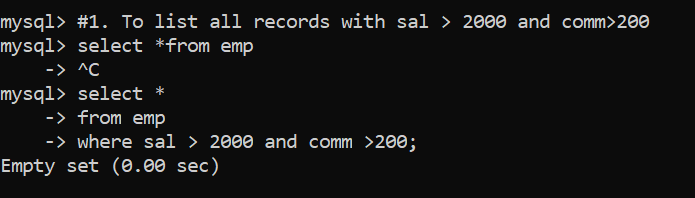 mysql> #1. To list all records with sal > 2000 and comm>200
mysql> select *from emp
    -> ^C
mysql> select *
    -> from emp
    -> where sal > 2000 and comm >200;
Empty set (0.00 sec)